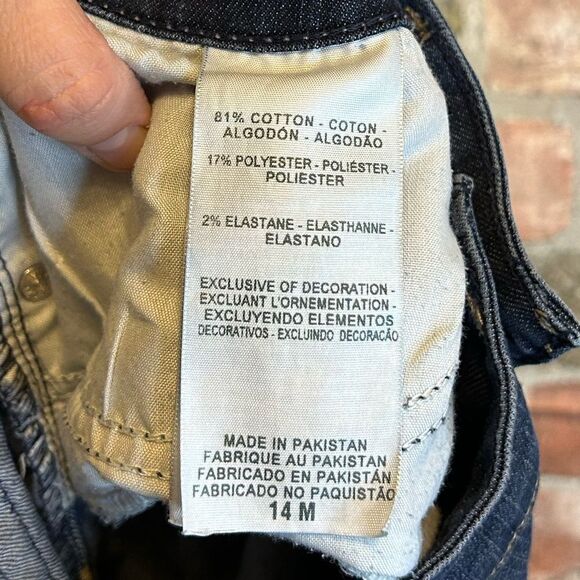 81% COTTON - COTON -
ALGODÓN - ALGODÃO
17% POLYESTER - POLIÉSTER -
POLIESTER
2% ELASTANE - ELASTHANNE -
ELASTANO
EXCLUSIVE OF DECORATION -
EXCLUANT L'ORNEMENTATION -
EXCLUYENDO ELEMENTOS
DECORATIVOS - EXCLUINDO DECORAÇÃO
MADE IN PAKISTAN
FABRIQUE AU PAKISTAN
FABRICADO EN PAKISTÁN
FABRICADO NO PAQUISTÃO
14 M